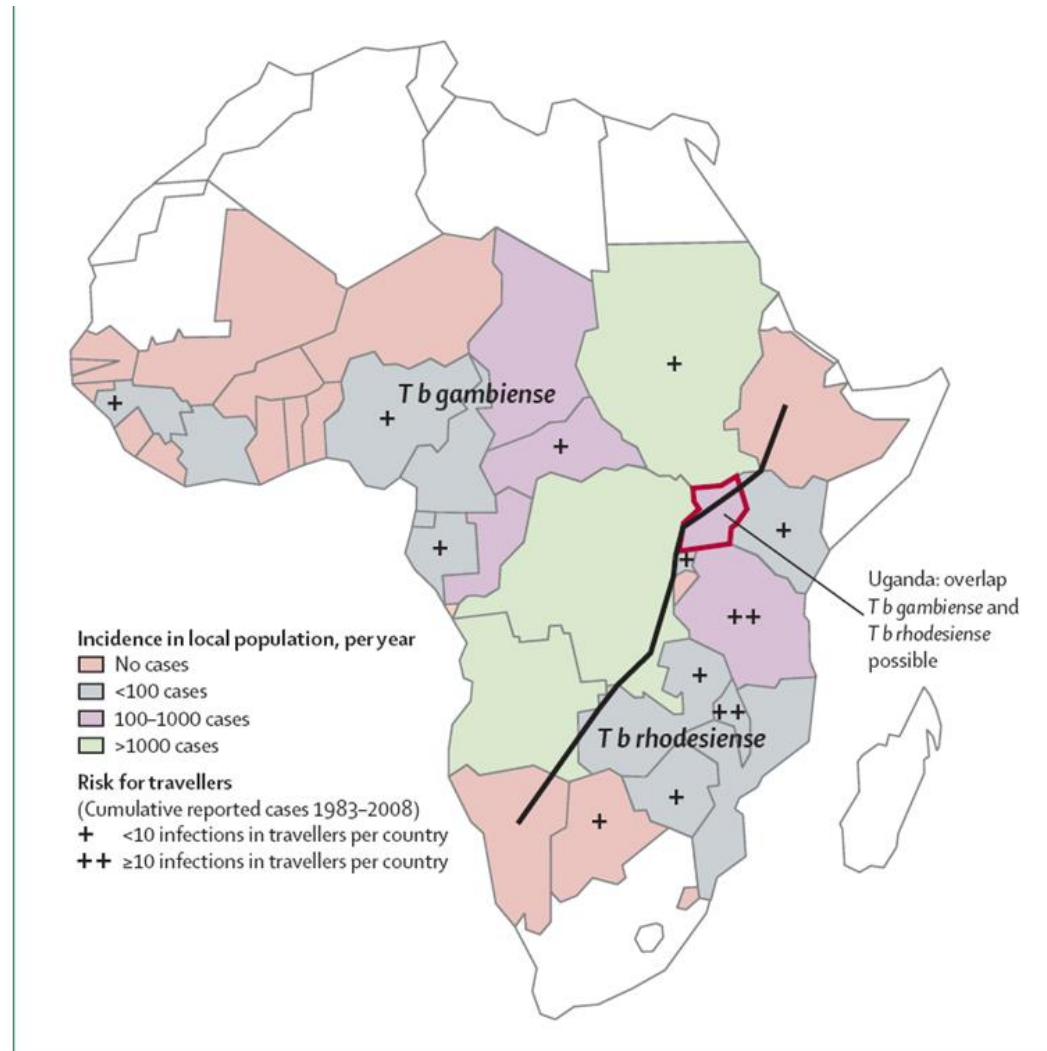 T b gambiense
Uganda: overlap
T b gambiense and
T b rhodesiense
possible
T b rhodesiense
Incidence in local population, per year
No cases
<100 cases
100–1000 cases
>1000 cases
Risk for travellers
(Cumulative reported cases 1983–2008)
+ <10 infections in travellers per country
++ ≥10 infections in travellers per country